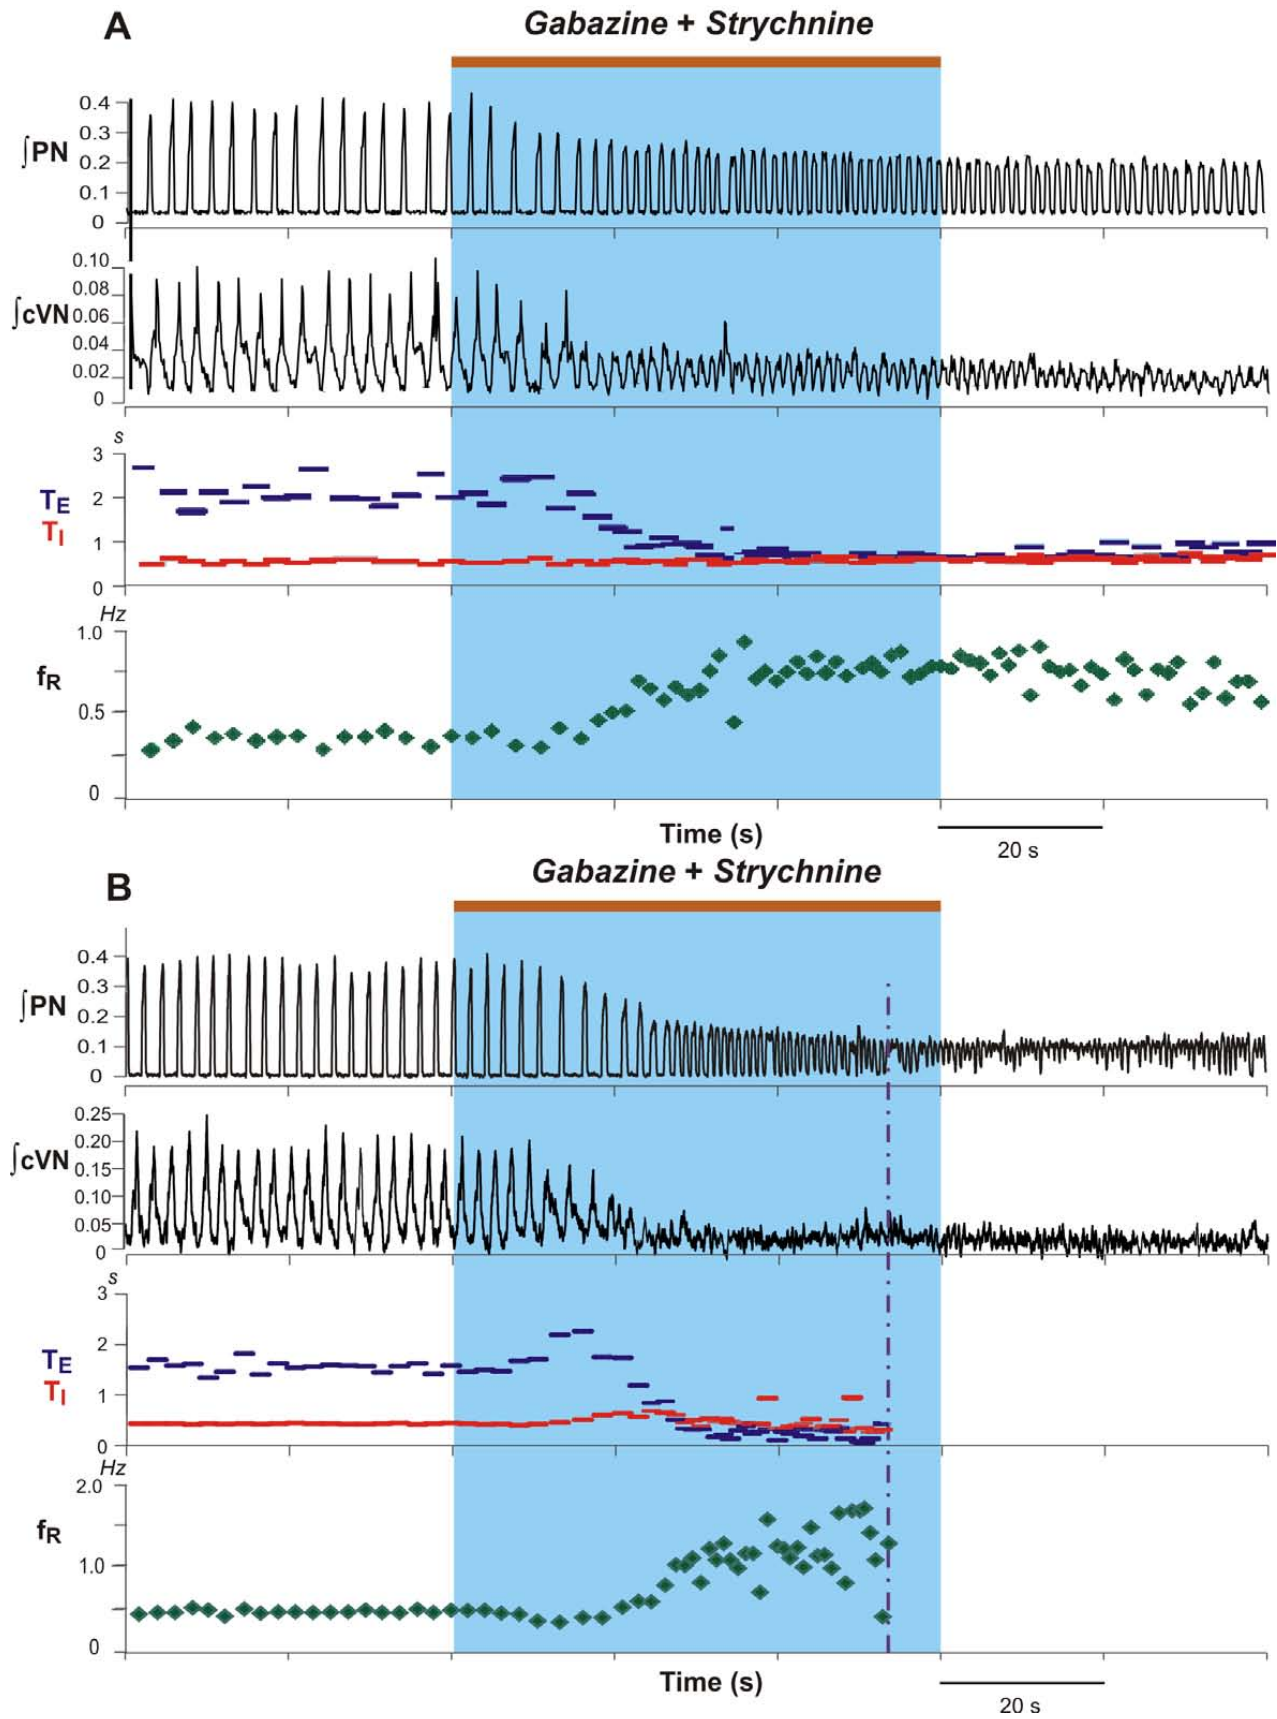 A
Gabazine + Strychnine
0.4
0.3
∫PN
0.2
0.1
0
0.10
0.08
∫cVN
0.06
0.04
0.02
0
s
3
TE
2
TI
1
0
Hz
1.0
fR
0.5
0
Time (s)
20 s
B
Gabazine + Strychnine
0.4
0.3
∫PN
0.2
0.1
0
0.25
0.20
∫cVN
0.15
0.10
0.05
0
s
3
TE
2
TI
1
0
Hz
2.0
fR
1.0
0
Time (s)
20 s